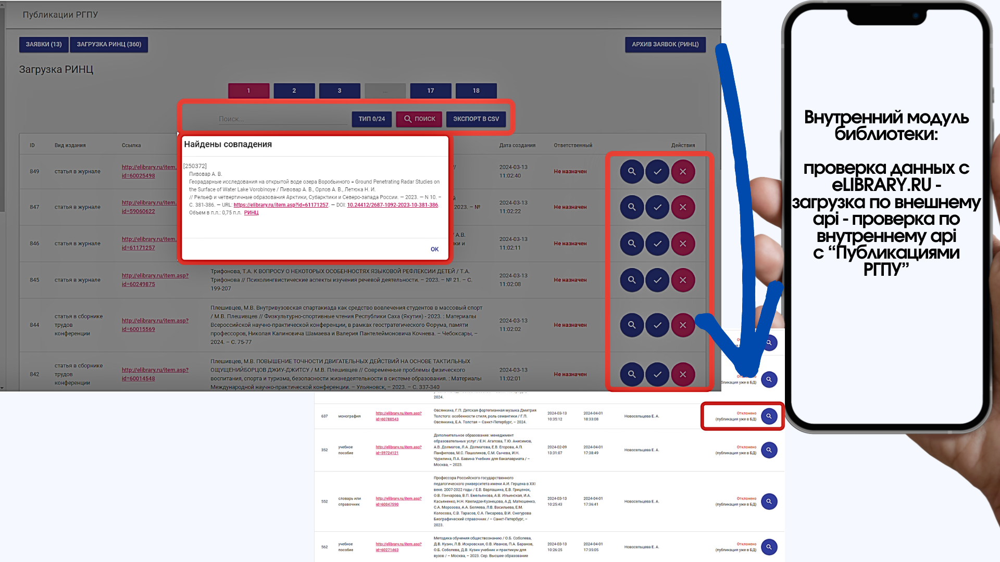 Публикации РГПУ
ЗАЯВКИ (13)
ЗАГРУЗКА РИНЦ (360)
АРХИВ ЗАЯВОК (РИНЦ)
Загрузка РИНЦ
1
2
3
...
17
18
Поиск...
ТИП 0/24
ПОИСК
ЭКСПОРТ В CSV
ID
Вид издания
Ссылка
Дата создания
Ответственный
Действия
Найдены совпадения
[250372]
Пивовар А. В.
Георадарные исследования на открытой воде озера Воробьиного = Ground Penetrating Radar Studies on
the Surface of Water Lake Vorobinoye / Пивовар А. В., Орлов А. В., Летюка Н. И.
// Рельеф и четвертичные образования Арктики, Субарктики и Северо-запада России. — 2023. — N 10. –
С. 381-386. — URL: https://elibrary.ru/item.asp?id=61171257. — DOI: 10.24412/2687-1092-2023-10-381-386.
Объем в п.л.: 0,75 п.л. РИНЦ
OK
849
статья в журнале
http://elibrary.ru/item.
id=60025498
//
2024-03-13
11:02:40
Не назначен
847
статья в журнале
http://elibrary.ru/item.
id=59060622
й
2023. – №
2024-03-13
11:02:22
Не назначен
846
статья в журнале
http://elibrary.ru/item.
id=61171257
/ А.В.
ки и
2024-03-13
11:02:11
Не назначен
845
статья в журнале
http://elibrary.ru/item.asp?
id=60249875
Трифонова, Т.А. К ВОПРОСУ О НЕКОТОРЫХ ОСОБЕННОСТЯХ ЯЗЫКОВОЙ РЕФЛЕКСИИ ДЕТЕЙ / Т.А.
Трифонова // Психолингвистические аспекты изучения речевой деятельности. – 2023. – № 21. – С.
199-207
2024-03-13
11:02:08
Не назначен
844
статья в сборнике
трудов
конференции
http://elibrary.ru/item.asp?
id=60015569
Плешивцев, М.В. Внутривузовская спартакиада как средство вовлечения студентов в массовый спорт
/ М.В. Плешивцев // Физкультурно-спортивные чтения Республики Саха (Якутия) - 2023. : Материалы
Всероссийской научно-практической конференции, в рамках геостратегического Форума, памяти
профессоров, Николая Калиновича Шамаева и Валерия Пантелеймоновича Кочнева. – Чебоксары, –
2024. – С. 75-77
2024-03-13
11:02:02
Не назначен
842
статья в сборнике
трудов
конференции
http://elibrary.ru/item.asp?
id=60014548
Плешивцев, М.В. ПОВЫШЕНИЕ ТОЧНОСТИ ДВИГАТЕЛЬНЫХ ДЕЙСТВИЙ НА ОСНОВЕ ТАКТИЛЬНЫХ
ОЩУЩЕНИЙБОРЦОВ ДЖИУ-ДЖИТСУ / М.В. Плешивцев // Современные проблемы физического
воспитания, спорта и туризма, безопасности жизнедеятельности в системе образования. : Материалы
Международной научно-практической конференции. – Ульяновск, – 2023. – С. 337-340
2024-03-13
11:02:01
Не назначен
бликация уже в БД)
2024.
637
монография
http://elibrary.ru/item.asp?
id=60788543
Овсянкина, Г.П. Детская фортепианная музыка Дмитрия
Толстого: особенности стиля, роль семантики / Г.П.
Овсянкина, Е.А. Толстая – Санкт-Петербург, – 2024.
2024-03-13
10:35:12
2024-04-01
18:33:08
Новосельцева Е. А.
Отклонено
(публикация уже в БД)
352
учебное
пособие
http://elibrary.ru/item.asp?
id=59724121
Дополнительное образование: менеджмент
образовательных услуг / Е.Н. Агапова, Т.Ю. Анисимов,
А.В. Долматов, Л.А. Долматова, Е.В. Егорова, А.П.
Панфилова, М.С. Пашоликов, С.М. Сычева, И.Н.
Чурилина, П.А. Бавина Учебник для бакалавриата / –
Москва, – 2023.
2024-02-09
13:31:07
2024-04-01
17:38:49
Новосельцева Е. А.
Отклонено
(публикация уже в БД)
552
словарь или
справочник
http://elibrary.ru/item.asp?
id=60047590
Профессора Российского государственного
педагогического университета имени А.И. Герцена в XXI
веке. 2007-2022 годы / Е.В. Варлашина, Е.В. Гриценок,
О.В. Гончарова, В.П. Емельянова, А.В. Ильинская, И.А.
Касьяненко, Н.Н. Квелидзе-Кузнецова, А.Д. Матюшенко,
С.А. Морозова, А.А. Беляева, Л.В. Васильева, Е.М.
Колосова, С.В. Тарасов, С.А. Писарева, В.И. Снегурова
Биографический справочник / – Санкт-Петербург, –
2023.
2024-03-13
10:25:43
2024-04-01
17:36:41
Новосельцева Е. А.
Отклонено
(публикация уже в БД)
562
учебное
пособие
http://elibrary.ru/item.asp?
id=60271463
Методика обучения обществознанию / О.Б. Соболева,
Д.В. Кузин, Л.В. Искровская, О.В. Иванов, П.А. Баранов,
О.Б. Соболева, Д.В. Кузин учебник и практикум для
вузов / – Москва, – 2023. Сер. Высшее образование
2024-03-13
10:26:25
2024-04-01
17:35:05
Новосельцева Е. А.
Отклонено
(публикация уже в БД)
Внутренний модуль
библиотеки:
проверка данных с
eLIBRARY.RU -
загрузка по внешнему
api - проверка по
внутреннему api
с “Публикациями
РГПУ”